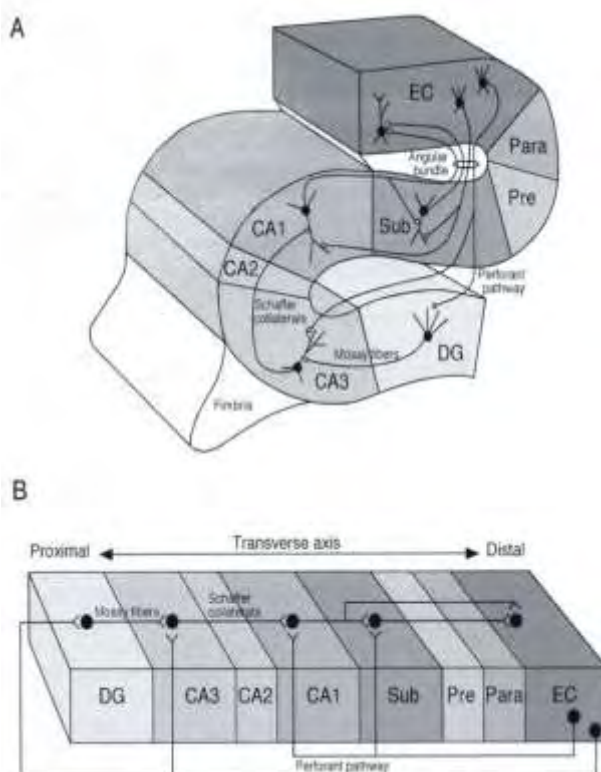 A
EC
Para
Angular
bundle
Pre
CA1
Sub
CA2
Perforant
pathway
Schaffer
collaterals
Mossy fibers
DG
CA3
Fimbria
B
Transverse axis
Proximal
Distal
Schaffer
collaterals
Mossy fibers
DG CA3 CA2 CA1 Sub Pre Para EC
Perforant pathway